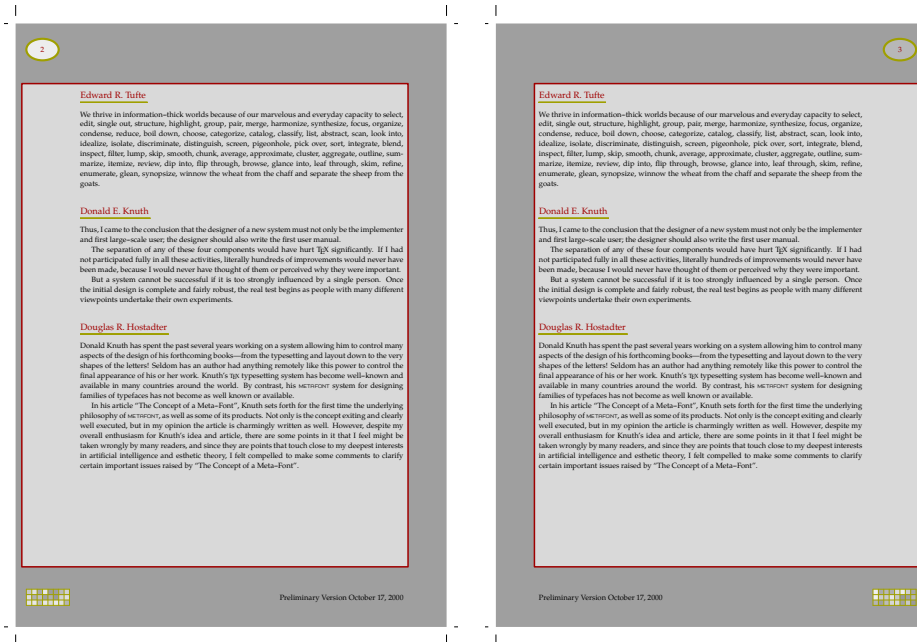 2
Edward R. Tufte
We thrive in information–thick worlds because of our marvelous and everyday capacity to select,
edit, single out, structure, highlight, group, pair, merge, harmonize, synthesize, focus, organize,
condense, reduce, boil down, choose, categorize, catalog, classify, list, abstract, scan, look into,
idealize, isolate, discriminate, distinguish, screen, pigeonhole, pick over, sort, integrate, blend,
inspect, filter, lump, skip, smooth, chunk, average, approximate, cluster, aggregate, outline, sum-
marize, itemize, review, dip into, flip through, browse, glance into, leaf through, skim, refine,
enumerate, glean, synopsize, winnow the wheat from the chaff and separate the sheep from the
goats.
Donald E. Knuth
Thus, I came to the conclusion that the designer of a new system must not only be the implementer
and first large–scale user; the designer should also write the first user manual.
The separation of any of these four components would have hurt TEX significantly. If I had
not participated fully in all these activities, literally hundreds of improvements would never have
been made, because I would never have thought of them or perceived why they were important.
But a system cannot be successful if it is too strongly influenced by a single person. Once
the initial design is complete and fairly robust, the real test begins as people with many different
viewpoints undertake their own experiments.
Douglas R. Hostadter
Donald Knuth has spent the past several years working on a system allowing him to control many
aspects of the design of his forthcoming books—from the typesetting and layout down to the very
shapes of the letters! Seldom has an author had anything remotely like this power to control the
final appearance of his or her work. Knuth's TEX typesetting system has become well–known and
available in many countries around the world. By contrast, his METAFONT system for designing
families of typefaces has not become as well known or available.
In his article “The Concept of a Meta–Font”, Knuth sets forth for the first time the underlying
philosophy of METAFONT, as well as some of its products. Not only is the concept exiting and clearly
well executed, but in my opinion the article is charmingly written as well. However, despite my
overall enthusiasm for Knuth's idea and article, there are some points in it that I feel might be
taken wrongly by many readers, and since they are points that touch close to my deepest interests
in artificial intelligence and esthetic theory, I felt compelled to make some comments to clarify
certain important issues raised by “The Concept of a Meta–Font”.
Preliminary Version October 17, 2000
3
Edward R. Tufte
We thrive in information–thick worlds because of our marvelous and everyday capacity to select,
edit, single out, structure, highlight, group, pair, merge, harmonize, synthesize, focus, organize,
condense, reduce, boil down, choose, categorize, catalog, classify, list, abstract, scan, look into,
idealize, isolate, discriminate, distinguish, screen, pigeonhole, pick over, sort, integrate, blend,
inspect, filter, lump, skip, smooth, chunk, average, approximate, cluster, aggregate, outline, sum-
marize, itemize, review, dip into, flip through, browse, glance into, leaf through, skim, refine,
enumerate, glean, synopsize, winnow the wheat from the chaff and separate the sheep from the
goats.
Donald E. Knuth
Thus, I came to the conclusion that the designer of a new system must not only be the implementer
and first large–scale user; the designer should also write the first user manual.
The separation of any of these four components would have hurt TEX significantly. If I had
not participated fully in all these activities, literally hundreds of improvements would never have
been made, because I would never have thought of them or perceived why they were important.
But a system cannot be successful if it is too strongly influenced by a single person. Once
the initial design is complete and fairly robust, the real test begins as people with many different
viewpoints undertake their own experiments.
Douglas R. Hostadter
Donald Knuth has spent the past several years working on a system allowing him to control many
aspects of the design of his forthcoming books—from the typesetting and layout down to the very
shapes of the letters! Seldom has an author had anything remotely like this power to control the
final appearance of his or her work. Knuth's TEX typesetting system has become well–known and
available in many countries around the world. By contrast, his METAFONT system for designing
families of typefaces has not become as well known or available.
In his article “The Concept of a Meta–Font”, Knuth sets forth for the first time the underlying
philosophy of METAFONT, as well as some of its products. Not only is the concept exiting and clearly
well executed, but in my opinion the article is charmingly written as well. However, despite my
overall enthusiasm for Knuth's idea and article, there are some points in it that I feel might be
taken wrongly by many readers, and since they are points that touch close to my deepest interests
in artificial intelligence and esthetic theory, I felt compelled to make some comments to clarify
certain important issues raised by “The Concept of a Meta–Font”.
Preliminary Version October 17, 2000